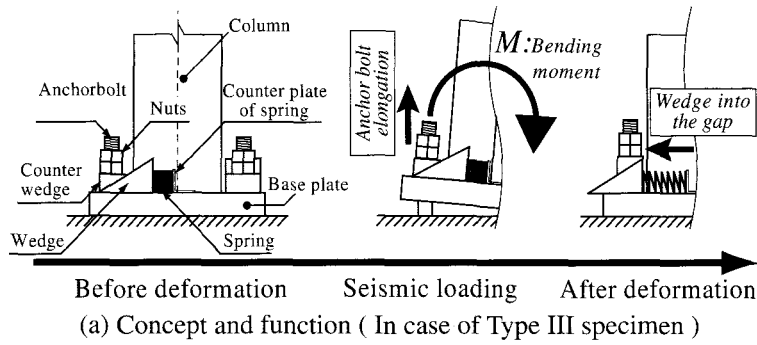 Column
Anchorbolt
Nuts
Counter plate
of spring
Counter
wedge
Base plate
Wedge
Spring
Anchor bolt
elongation
M:Bending
moment
Wedge into
the gap
Before deformation
Seismic loading
After deformation
(a) Concept and function ( In case of Type III specimen )